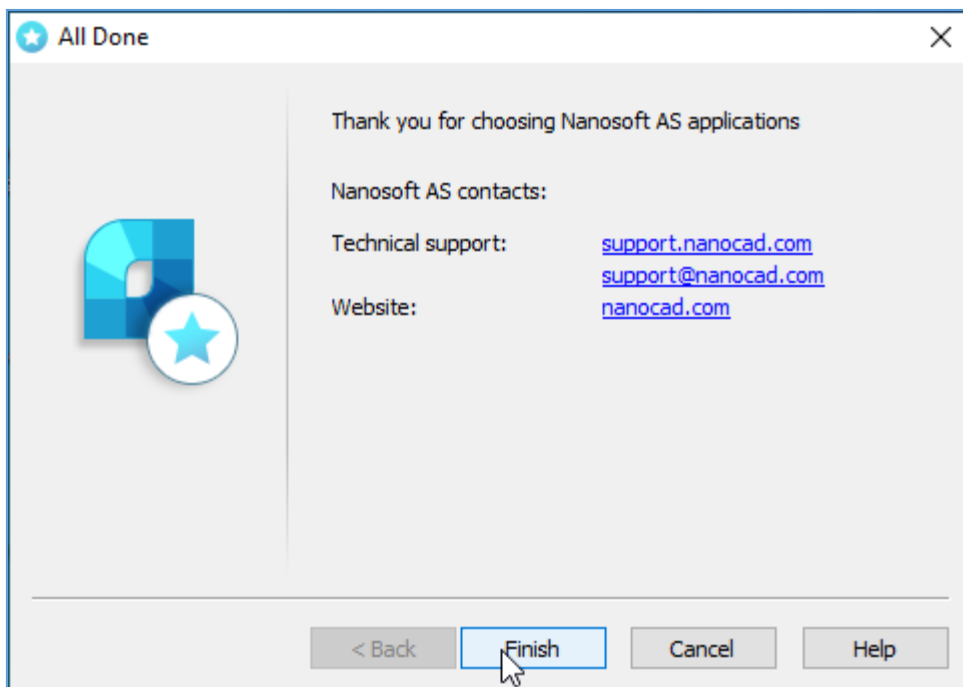 All Done
Thank you for choosing Nanosoft AS applications
Nanosoft AS contacts:
Technical support: support.nanocad.com
support@nanocad.com
Website: nanocad.com
< Back Finish Cancel Help